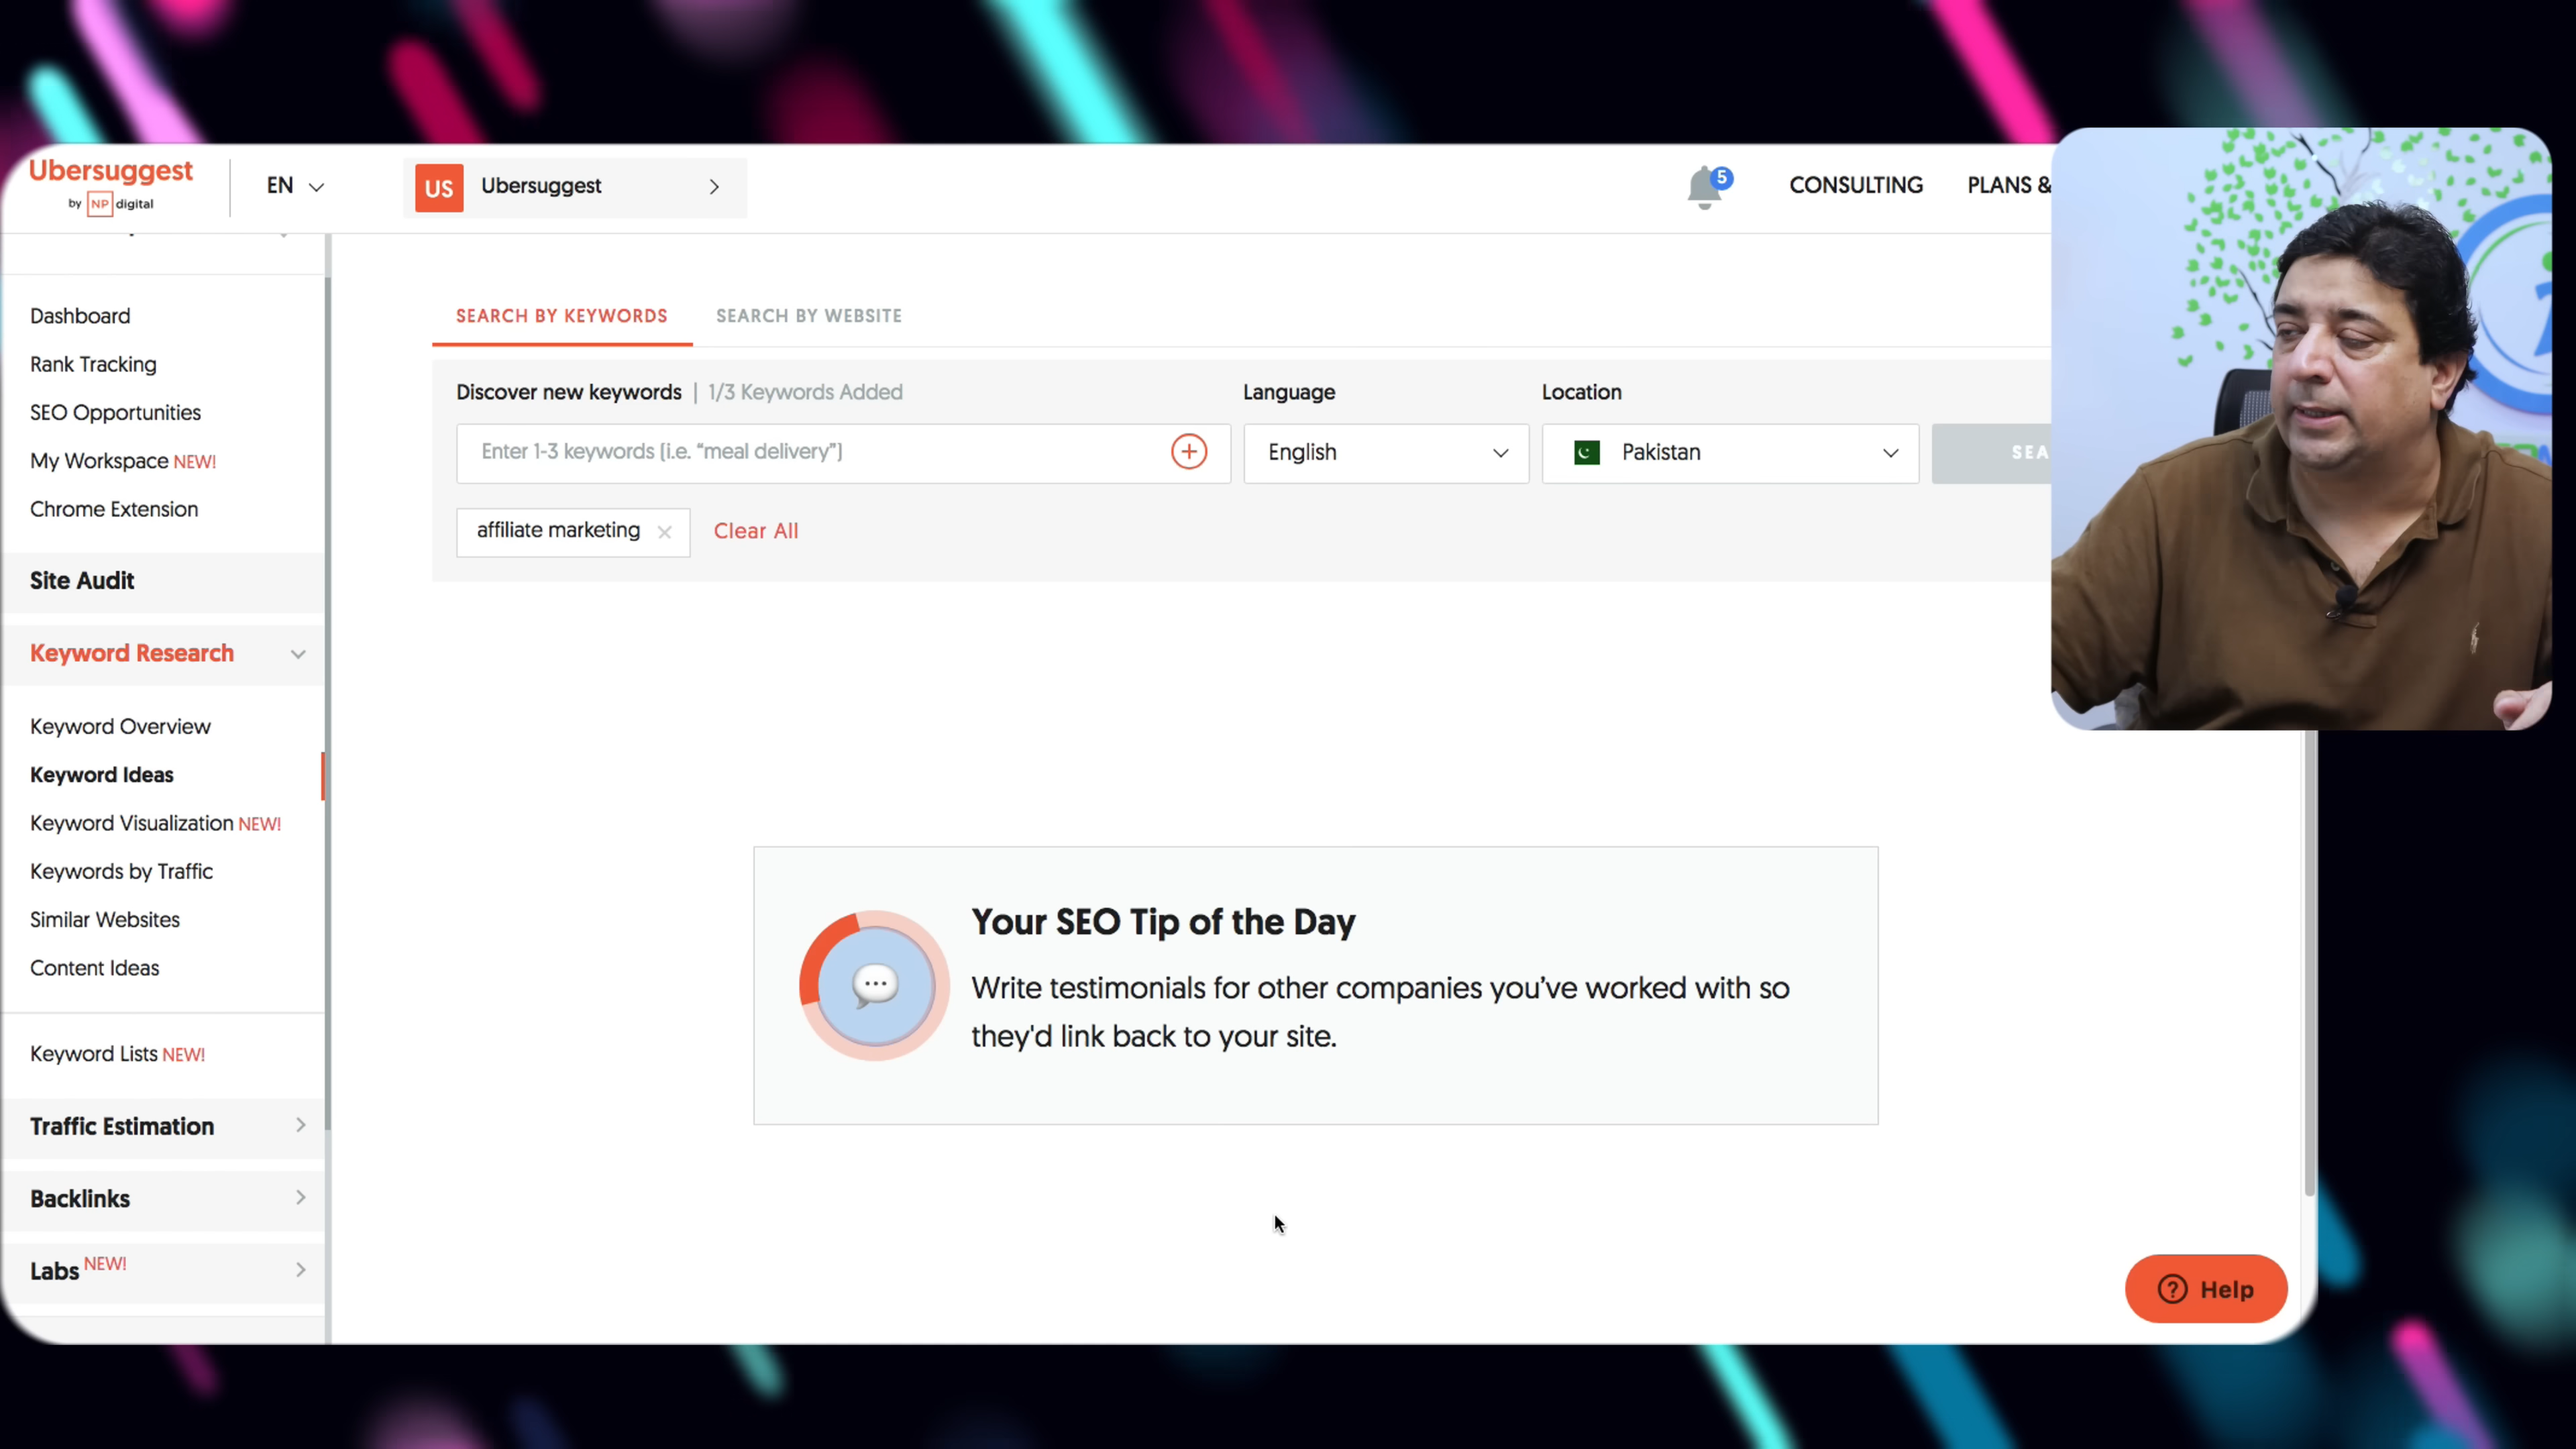 Ubersuggest
by NP digital
EN
US Ubersuggest
5
CONSULTING
PLANS &
Dashboard
Rank Tracking
SEO Opportunities
My Workspace NEW!
Chrome Extension
Site Audit
Keyword Research
Keyword Overview
Keyword Ideas
Keyword Visualization NEW!
Keywords by Traffic
Similar Websites
Content Ideas
Keyword Lists NEW!
Traffic Estimation
Backlinks
Labs NEW!
SEARCH BY KEYWORDS
SEARCH BY WEBSITE
Discover new keywords | 1/3 Keywords Added
Language
Location
Enter 1-3 keywords (i.e. “meal delivery”)
English
Pakistan
SEA
affiliate marketing
Clear All
Your SEO Tip of the Day
Write testimonials for other companies you’ve worked with so
they'd link back to your site.
Help